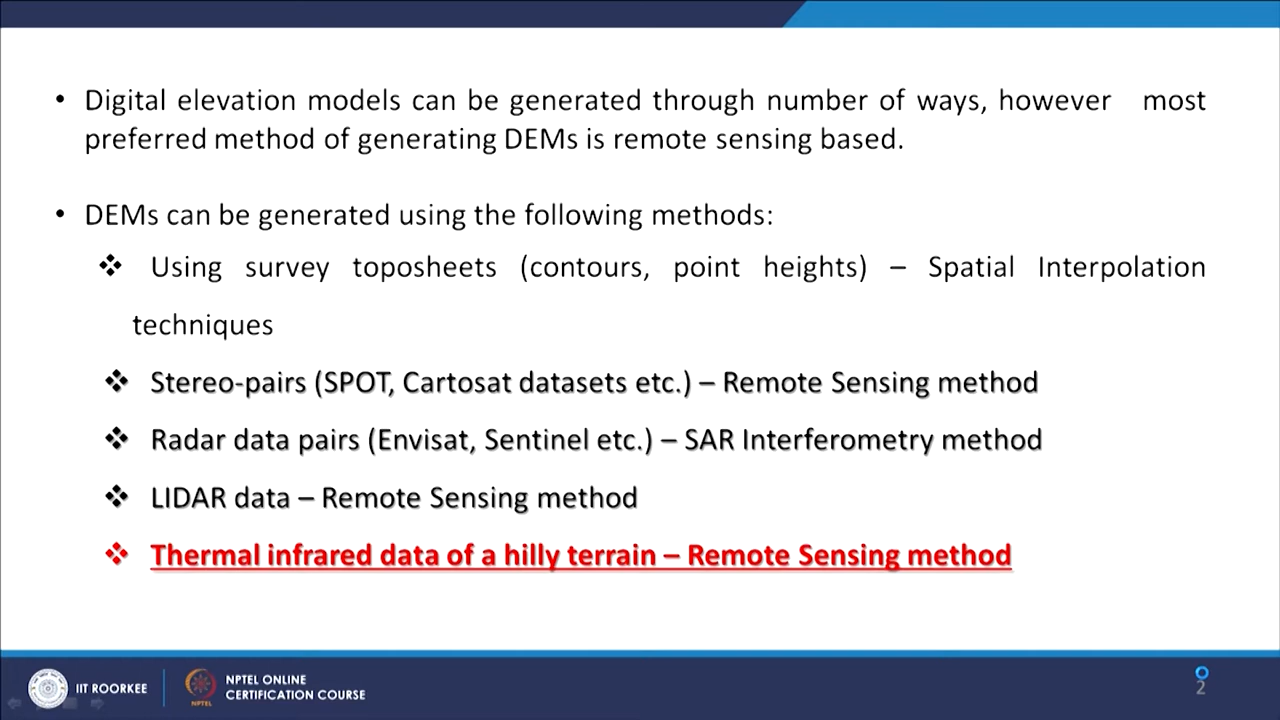 • Digital elevation models can be generated through number of ways, however most
preferred method of generating DEMs is remote sensing based.
• DEMs can be generated using the following methods:
❖ Using survey toposheets (contours, point heights) – Spatial Interpolation
techniques
❖ Stereo-pairs (SPOT, Cartosat datasets etc.) – Remote Sensing method
❖ Radar data pairs (Envisat, Sentinel etc.) – SAR Interferometry method
❖ LIDAR data – Remote Sensing method
❖ Thermal infrared data of a hilly terrain – Remote Sensing method
IIT ROORKEE
NPTEL
NPTEL ONLINE
CERTIFICATION COURSE
2